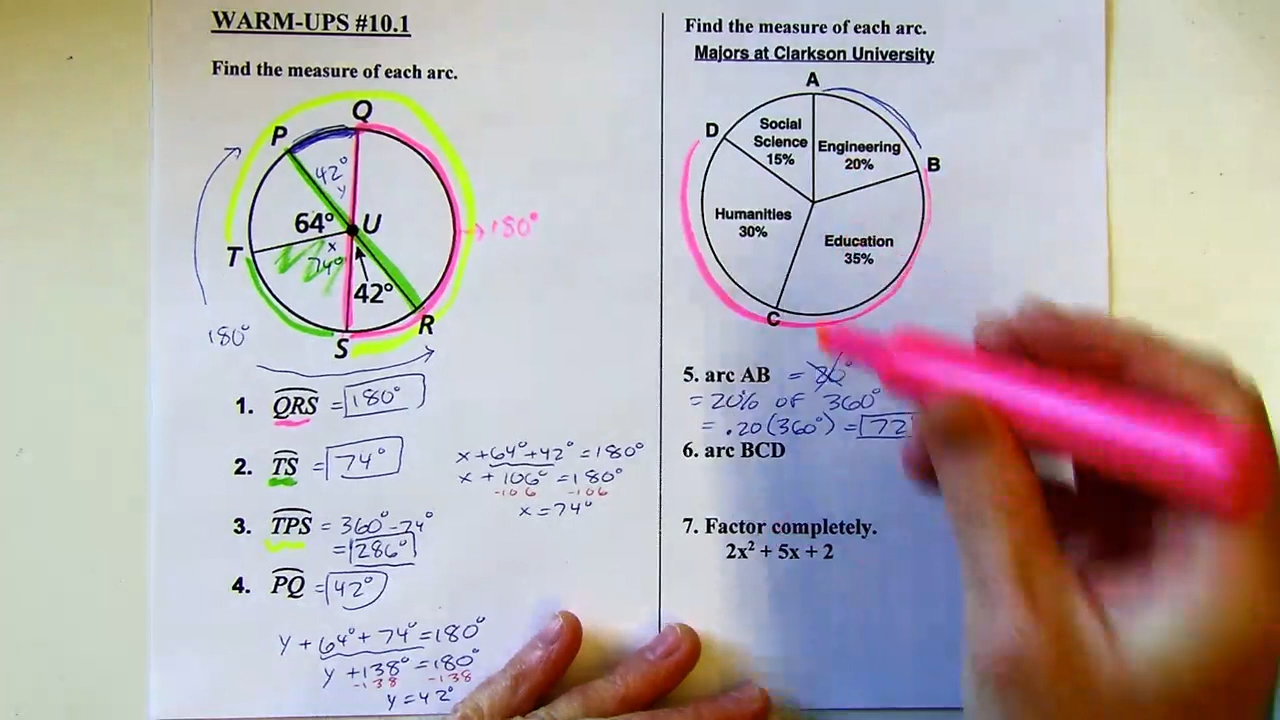 WARM-UPS #10.1
Find the measure of each arc.
Q
P
42°
y
64°
U
T
x
74°
42°
R
S
180°
180°
1. QRS = 180°
2. TS = 74°
x + 64° + 42° = 180°
x + 106° = 180°
-106 -106
x = 74°
3. TPS = 360° - 74°
= 286°
4. PQ = 42°
y + 64° + 74° = 180°
y + 138° = 180°
-138 -138
y = 42°
Find the measure of each arc.
Majors at Clarkson University
A
D
Social
Science
15%
Engineering
20%
B
Humanities
30%
Education
35%
C
5. arc AB = 20°
= 20% OF 360°
= .20(360°) = 72
6. arc BCD
7. Factor completely.
2x² + 5x + 2